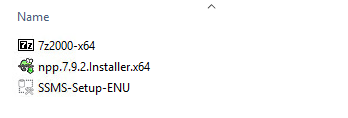 Name
7z2000-x64
npp.7.9.2.Installer.x64
SSMS-Setup-ENU